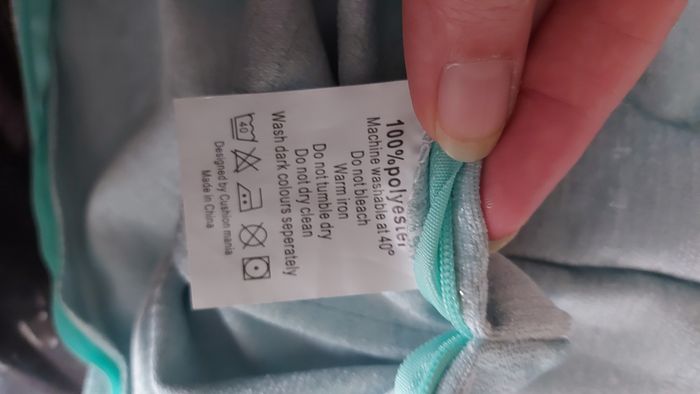 100%polyester
Machine washable at 40°
Do not bleach
Warm iron
Do not tumble dry
Do not dry clean
Wash dark colours seperately
40
Designed by Cushion mania
Made in China